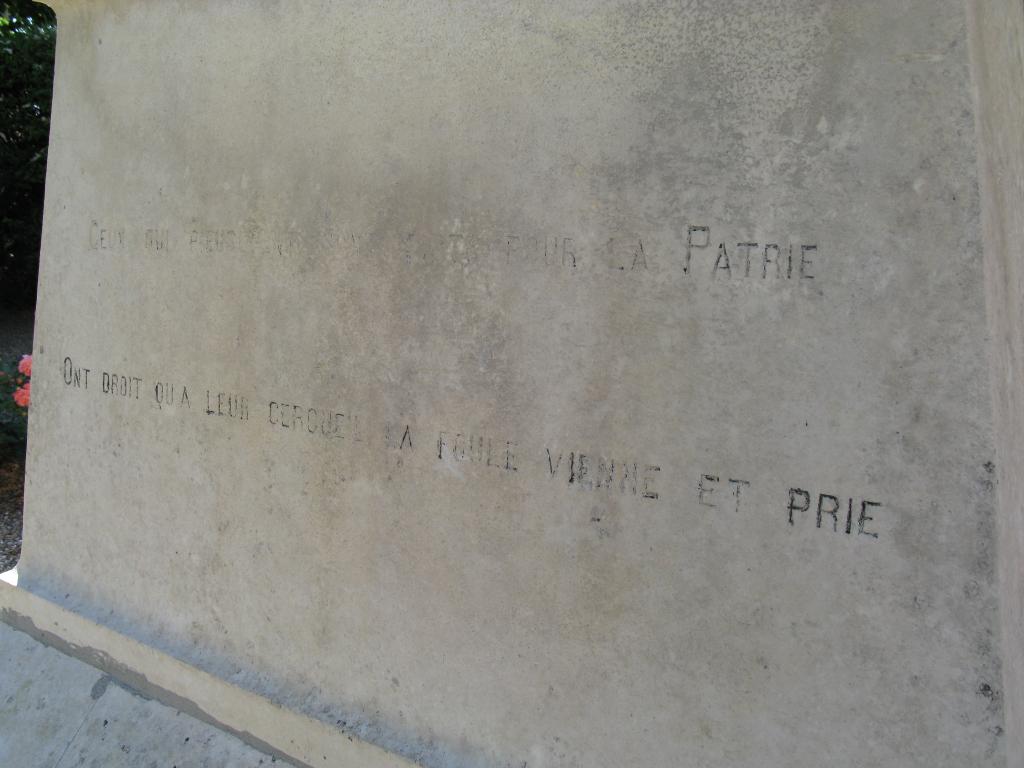 Ceux qui pieusement sont morts pour la Patrie
Ont droit qu'a leur cercueil la foule vienne et prie